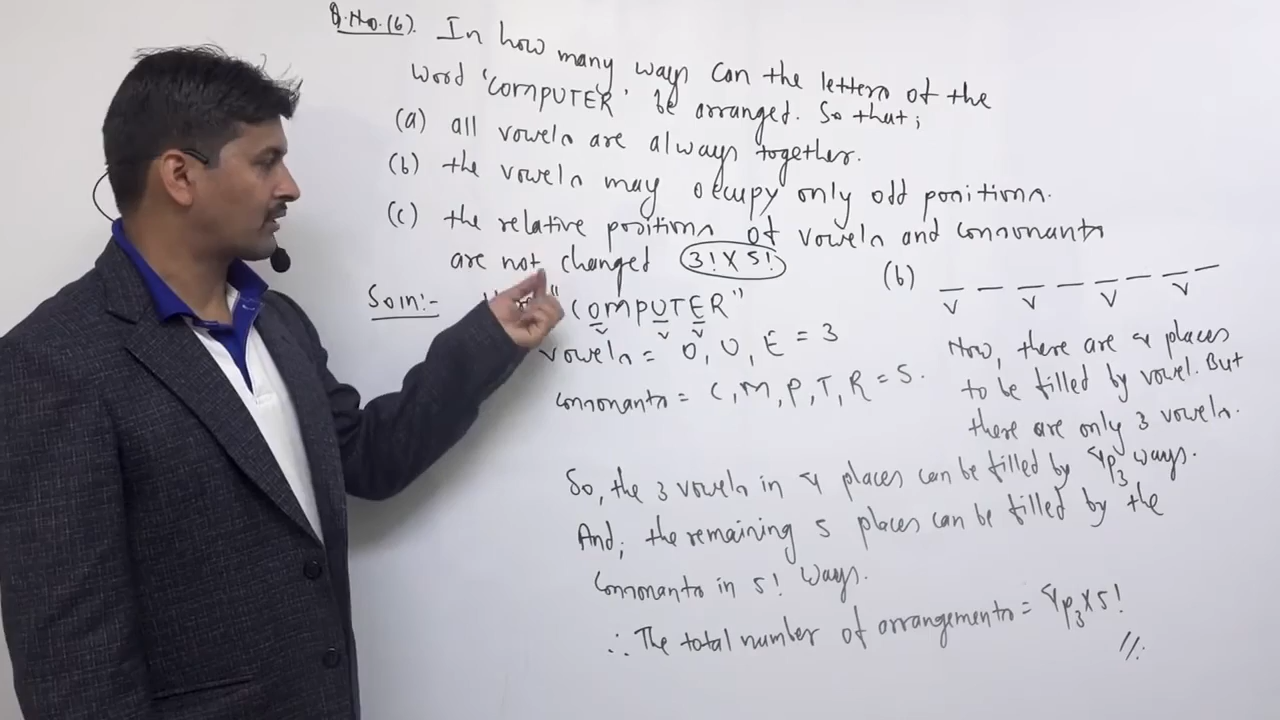 Q.No.(6). In how many ways can the letters of the
word 'COMPUTER' be arranged. So that;
(a) all vowels are always together.
(b) the vowels may occupy only odd positions.
(c) the relative positions of vowels and consonants
are not changed 3! X 5!
Soln:- "COMPUTER"
v v v
vowels = O, U, E = 3
consonants = C, M, P, T, R = 5.
(b) _ _ _ _ _ _ _ _
v v v v
Now, there are 4 places
to be filled by vowel. But
there are only 3 vowels.
So, the 3 vowels in 4 places can be filled by 4p3 ways.
And; the remaining 5 places can be filled by the
consonants in 5! ways.
∴ The total number of arrangements = 4p3 X 5!